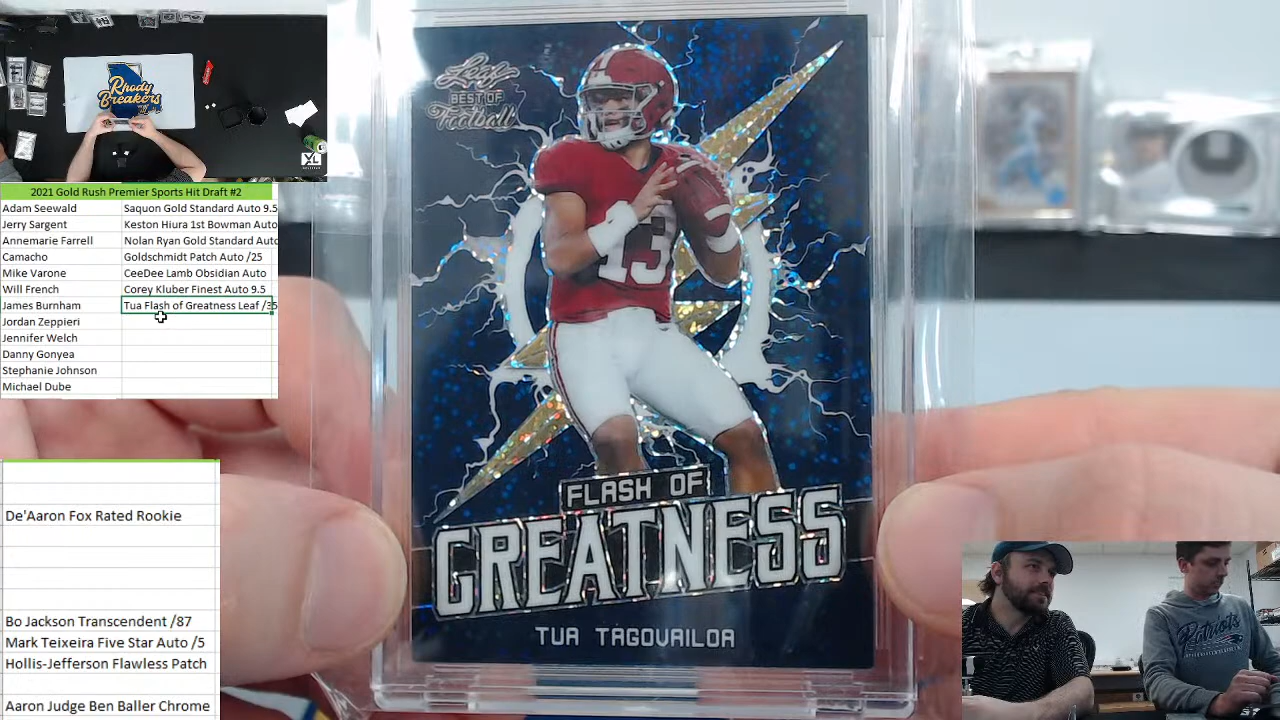 Rhody
Breakers
XL
2021 Gold Rush Premier Sports Hit Draft #2
Adam Seewald Saquon Gold Standard Auto 9.5
Jerry Sargent Keston Hiura 1st Bowman Auto
Annemarie Farrell Nolan Ryan Gold Standard Auto
Camacho Goldschmidt Patch Auto /25
Mike Varone CeeDee Lamb Obsidian Auto
Will French Corey Kluber Finest Auto 9.5
James Burnham Tua Flash of Greatness Leaf /35
Jordan Zeppieri
Jennifer Welch
Danny Gonyea
Stephanie Johnson
Michael Dube
De'Aaron Fox Rated Rookie
Bo Jackson Transcendent /87
Mark Teixeira Five Star Auto /5
Hollis-Jefferson Flawless Patch
Aaron Judge Ben Baller Chrome
Leaf
BEST OF
Football
13
FLASH OF
GREATNESS
TUA TAGOVAILOA
Patriots